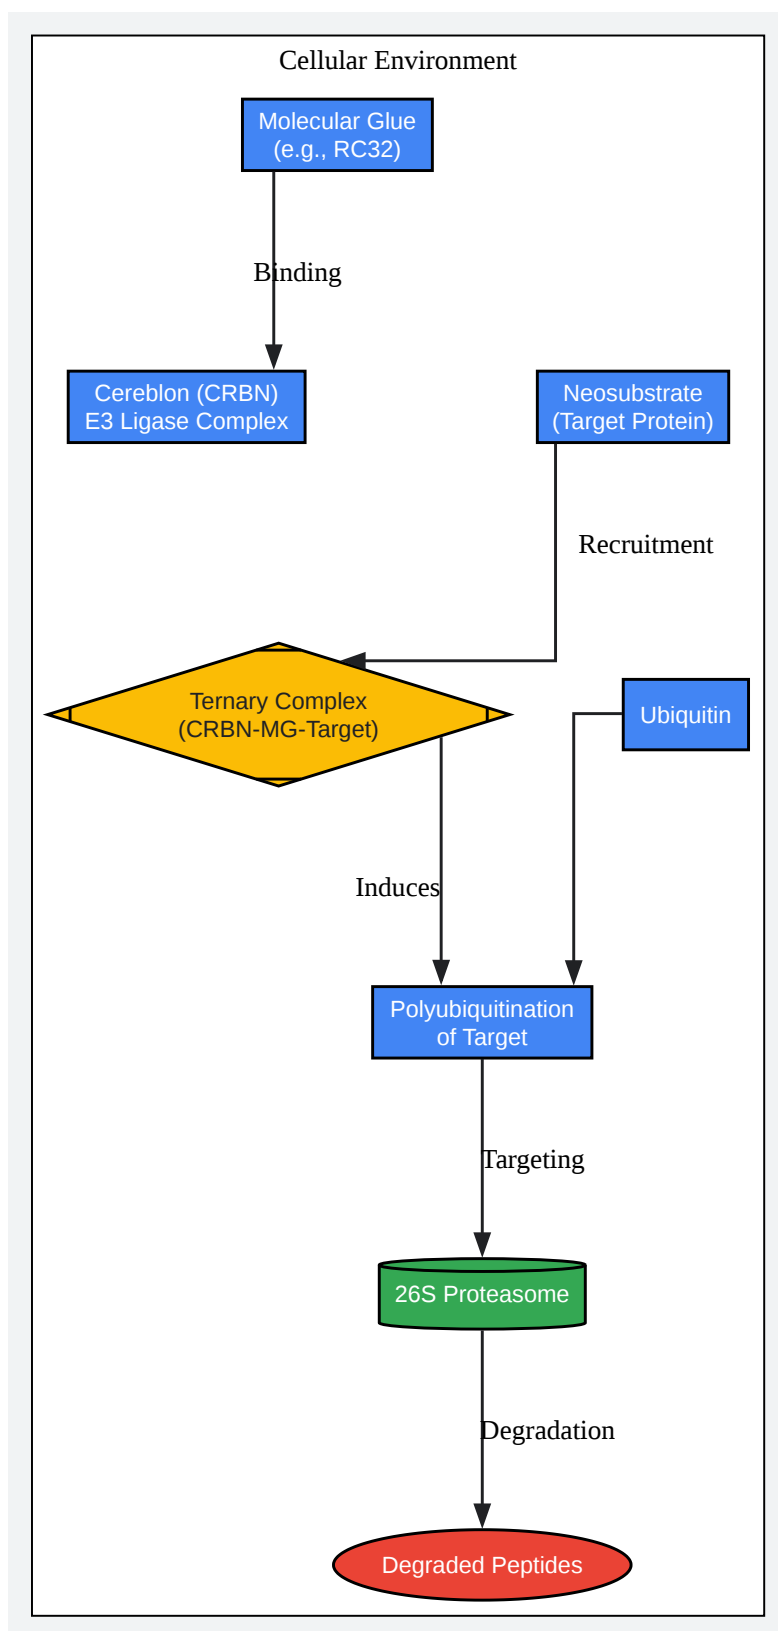 Cellular Environment
Molecular Glue
(e.g., RC32)
Binding
Cereblon (CRBN)
E3 Ligase Complex
Neosubstrate
(Target Protein)
Recruitment
Ternary Complex
(CRBN-MG-Target)
Ubiquitin
Induces
Polyubiquitination
of Target
Targeting
26S Proteasome
Degradation
Degraded Peptides